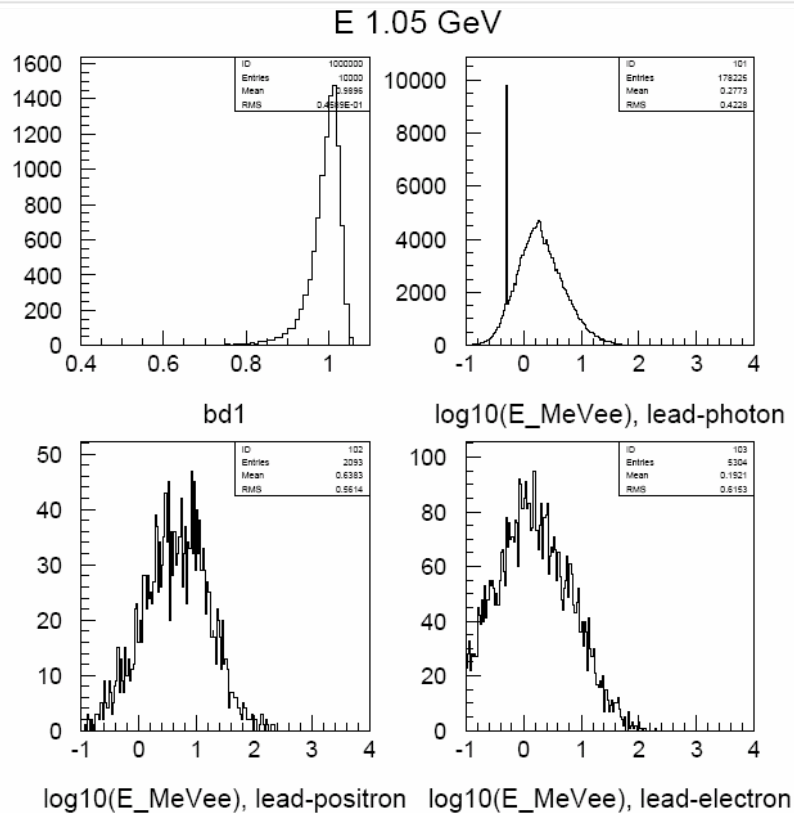 E 1.05 GeV
ID 1000000
Entries 10000
Mean 0.9896
RMS
1600
1400
1200
1000
800
600
400
200
0
0.4 0.6 0.8 1
bd1
ID 101
Entries 178225
Mean 0.2773
RMS 0.4228
10000
8000
6000
4000
2000
0
-1 0 1 2 3 4
log10(E_MeVee), lead-photon
ID 102
Entries 2093
Mean 0.6383
RMS 0.5614
50
40
30
20
10
0
-1 0 1 2 3 4
log10(E_MeVee), lead-positron
ID 103
Entries 5304
Mean 0.1921
RMS 0.6153
100
80
60
40
20
0
-1 0 1 2 3 4
log10(E_MeVee), lead-electron